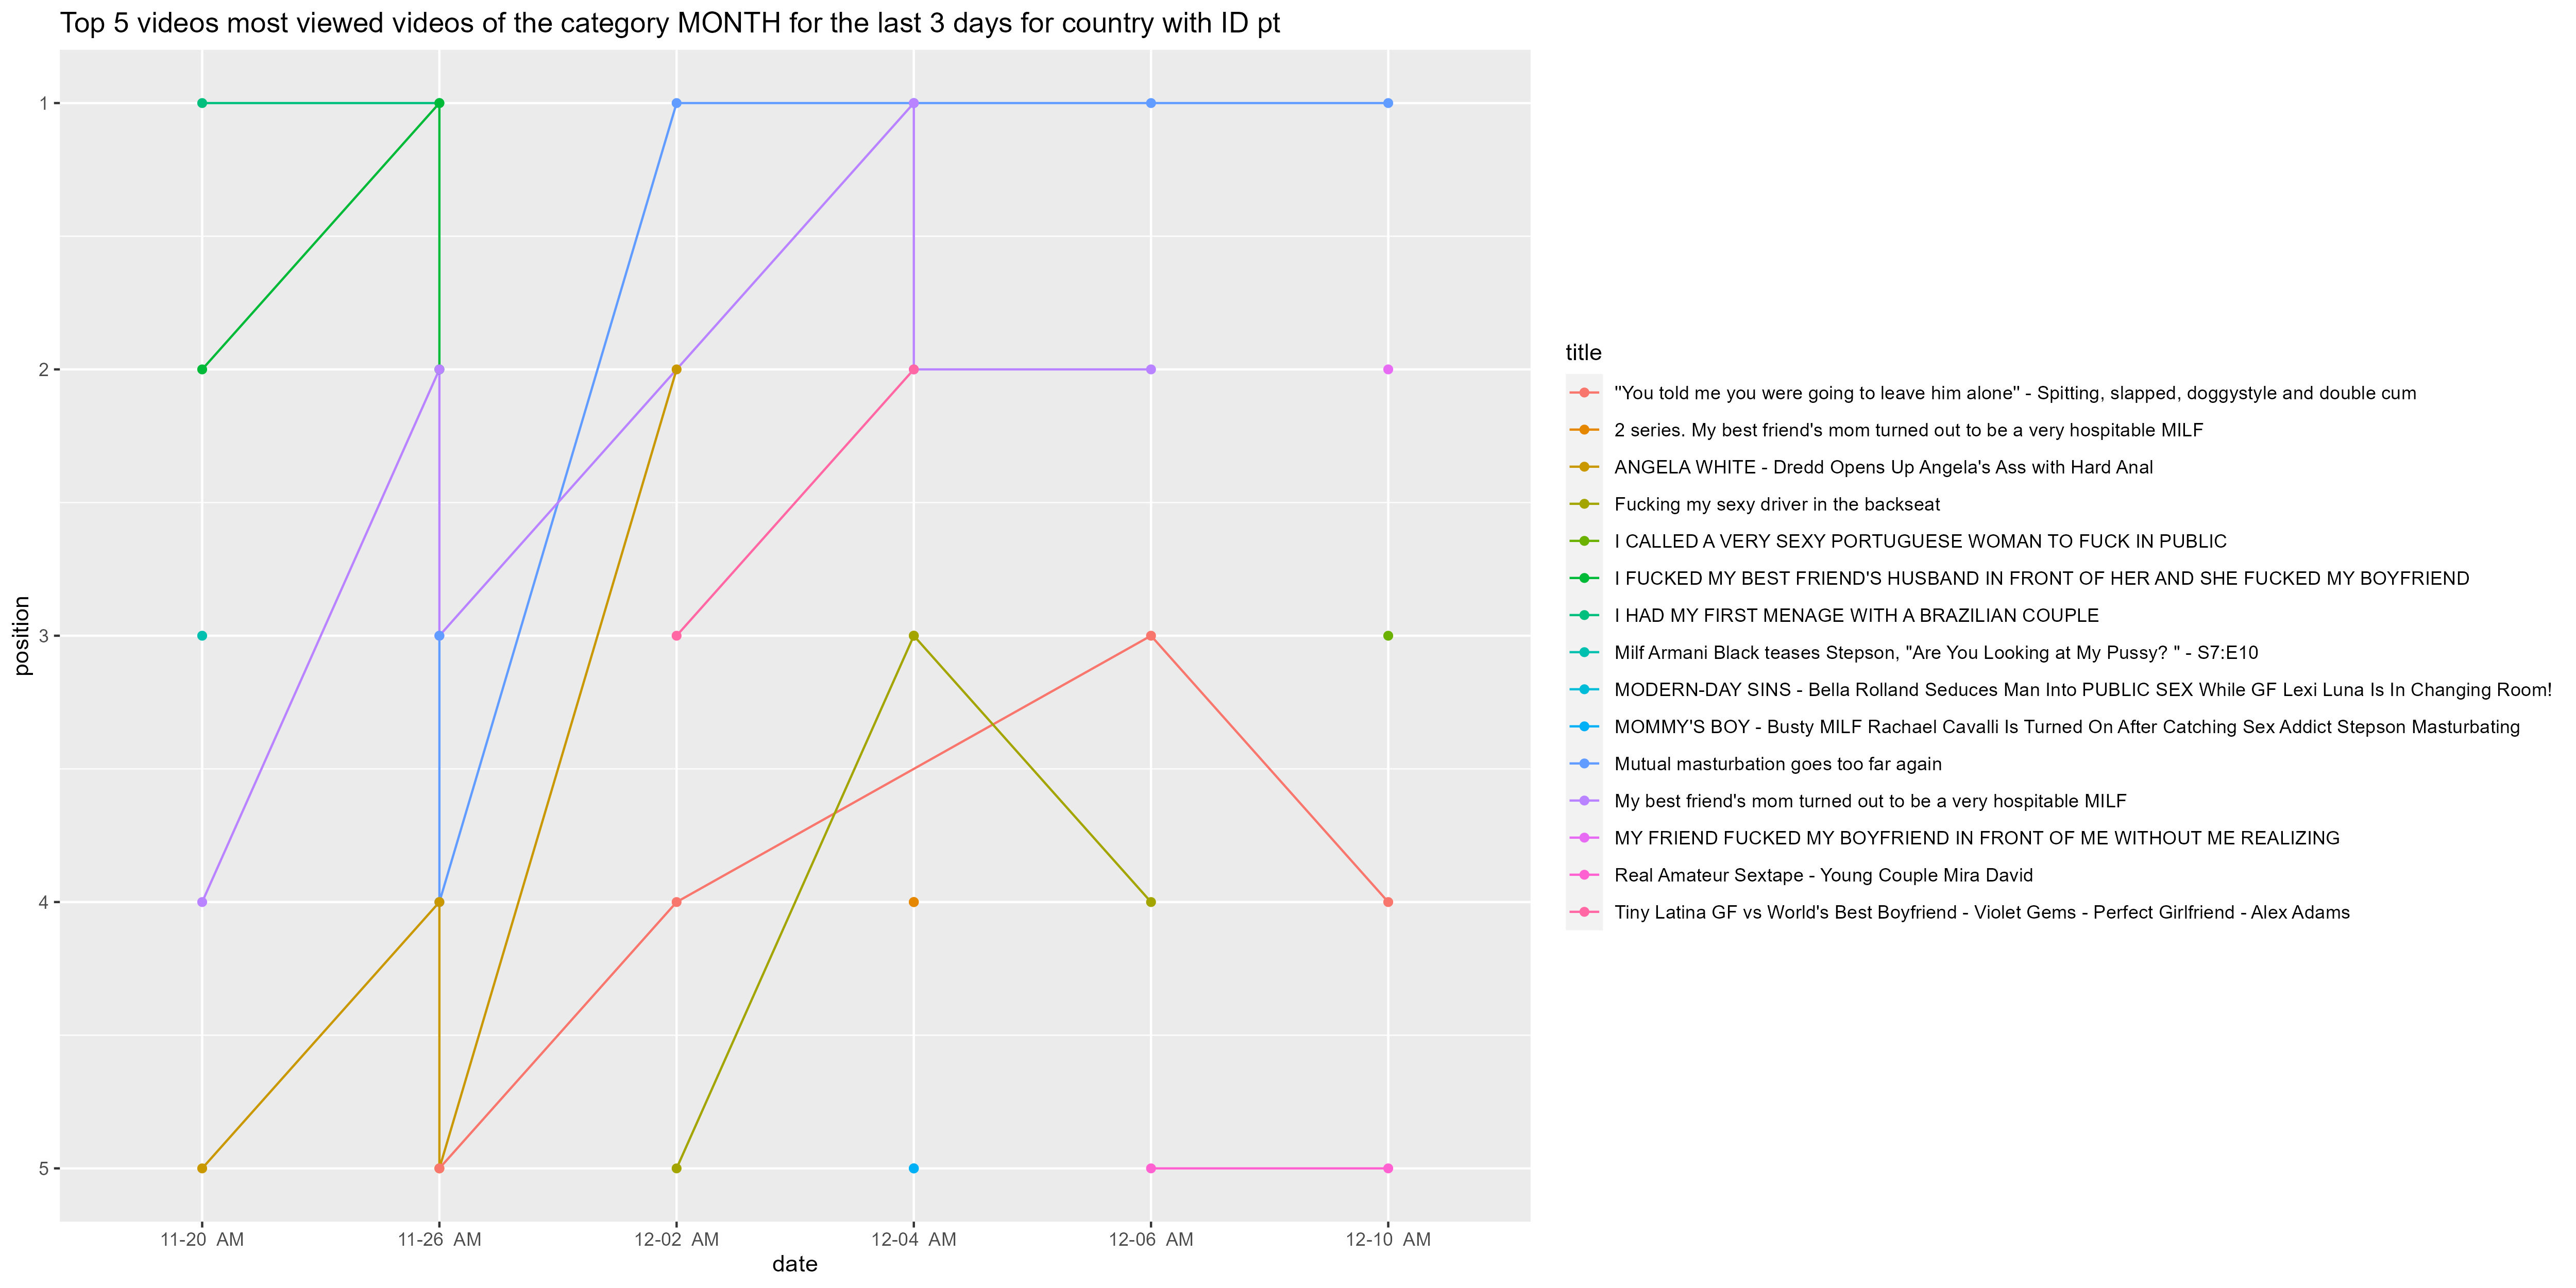 Top 5 videos most viewed videos of the category MONTH for the last 3 days for country with ID pt
1
2
3
4
5
position
11-20 AM
11-26 AM
12-02 AM
12-04 AM
12-06 AM
12-10 AM
date
title
"You told me you were going to leave him alone" - Spitting, slapped, doggystyle and double cum
2 series. My best friend's mom turned out to be a very hospitable MILF
ANGELA WHITE - Dredd Opens Up Angela's Ass with Hard Anal
Fucking my sexy driver in the backseat
I CALLED A VERY SEXY PORTUGUESE WOMAN TO FUCK IN PUBLIC
I FUCKED MY BEST FRIEND'S HUSBAND IN FRONT OF HER AND SHE FUCKED MY BOYFRIEND
I HAD MY FIRST MENAGE WITH A BRAZILIAN COUPLE
Milf Armani Black teases Stepson, "Are You Looking at My Pussy? " - S7:E10
MODERN-DAY SINS - Bella Rolland Seduces Man Into PUBLIC SEX While GF Lexi Luna Is In Changing Room!
MOMMY'S BOY - Busty MILF Rachael Cavalli Is Turned On After Catching Sex Addict Stepson Masturbating
Mutual masturbation goes too far again
My best friend's mom turned out to be a very hospitable MILF
MY FRIEND FUCKED MY BOYFRIEND IN FRONT OF ME WITHOUT ME REALIZING
Real Amateur Sextape - Young Couple Mira David
Tiny Latina GF vs World's Best Boyfriend - Violet Gems - Perfect Girlfriend - Alex Adams